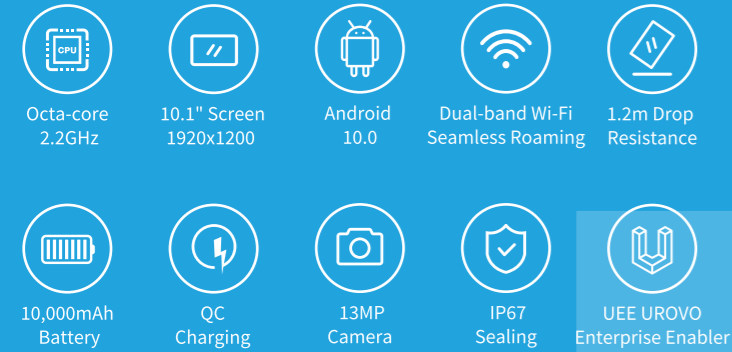 CPU
Octa-core
2.2GHz
10.1" Screen
1920x1200
Android
10.0
Dual-band Wi-Fi
Seamless Roaming
1.2m Drop
Resistance
10,000mAh
Battery
QC
Charging
13MP
Camera
IP67
Sealing
UEE UROVO
Enterprise Enabler